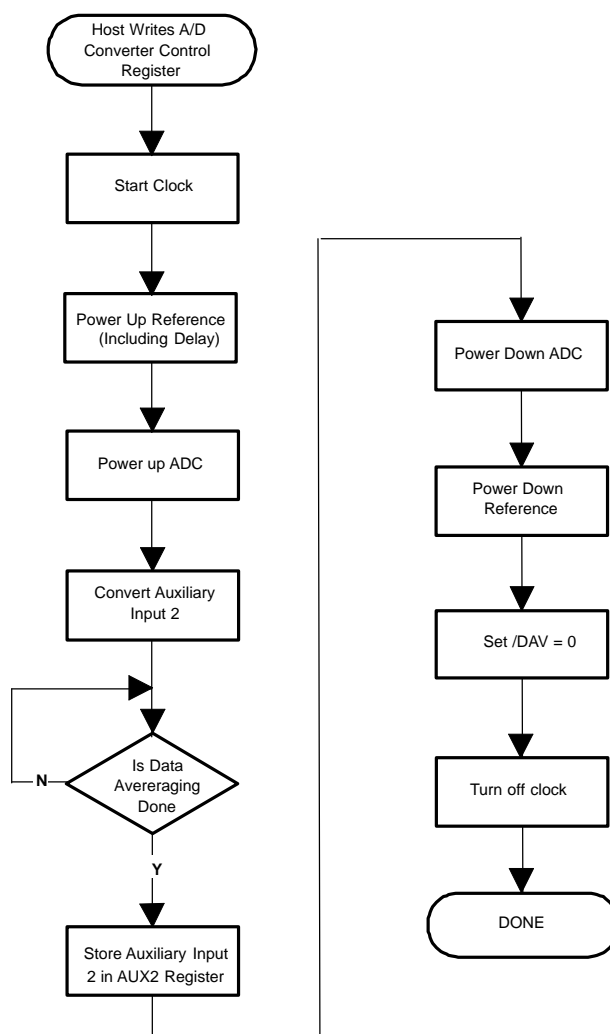 Host Writes A/D
Converter Control
Register
Start Clock
Power Up Reference
(Including Delay)
Power up ADC
Convert Auxiliary
Input 2
Is Data
Avereraging
Done
N
Y
Store Auxiliary Input
2 in AUX2 Register
Power Down ADC
Power Down
Reference
Set /DAV = 0
Turn off clock
DONE